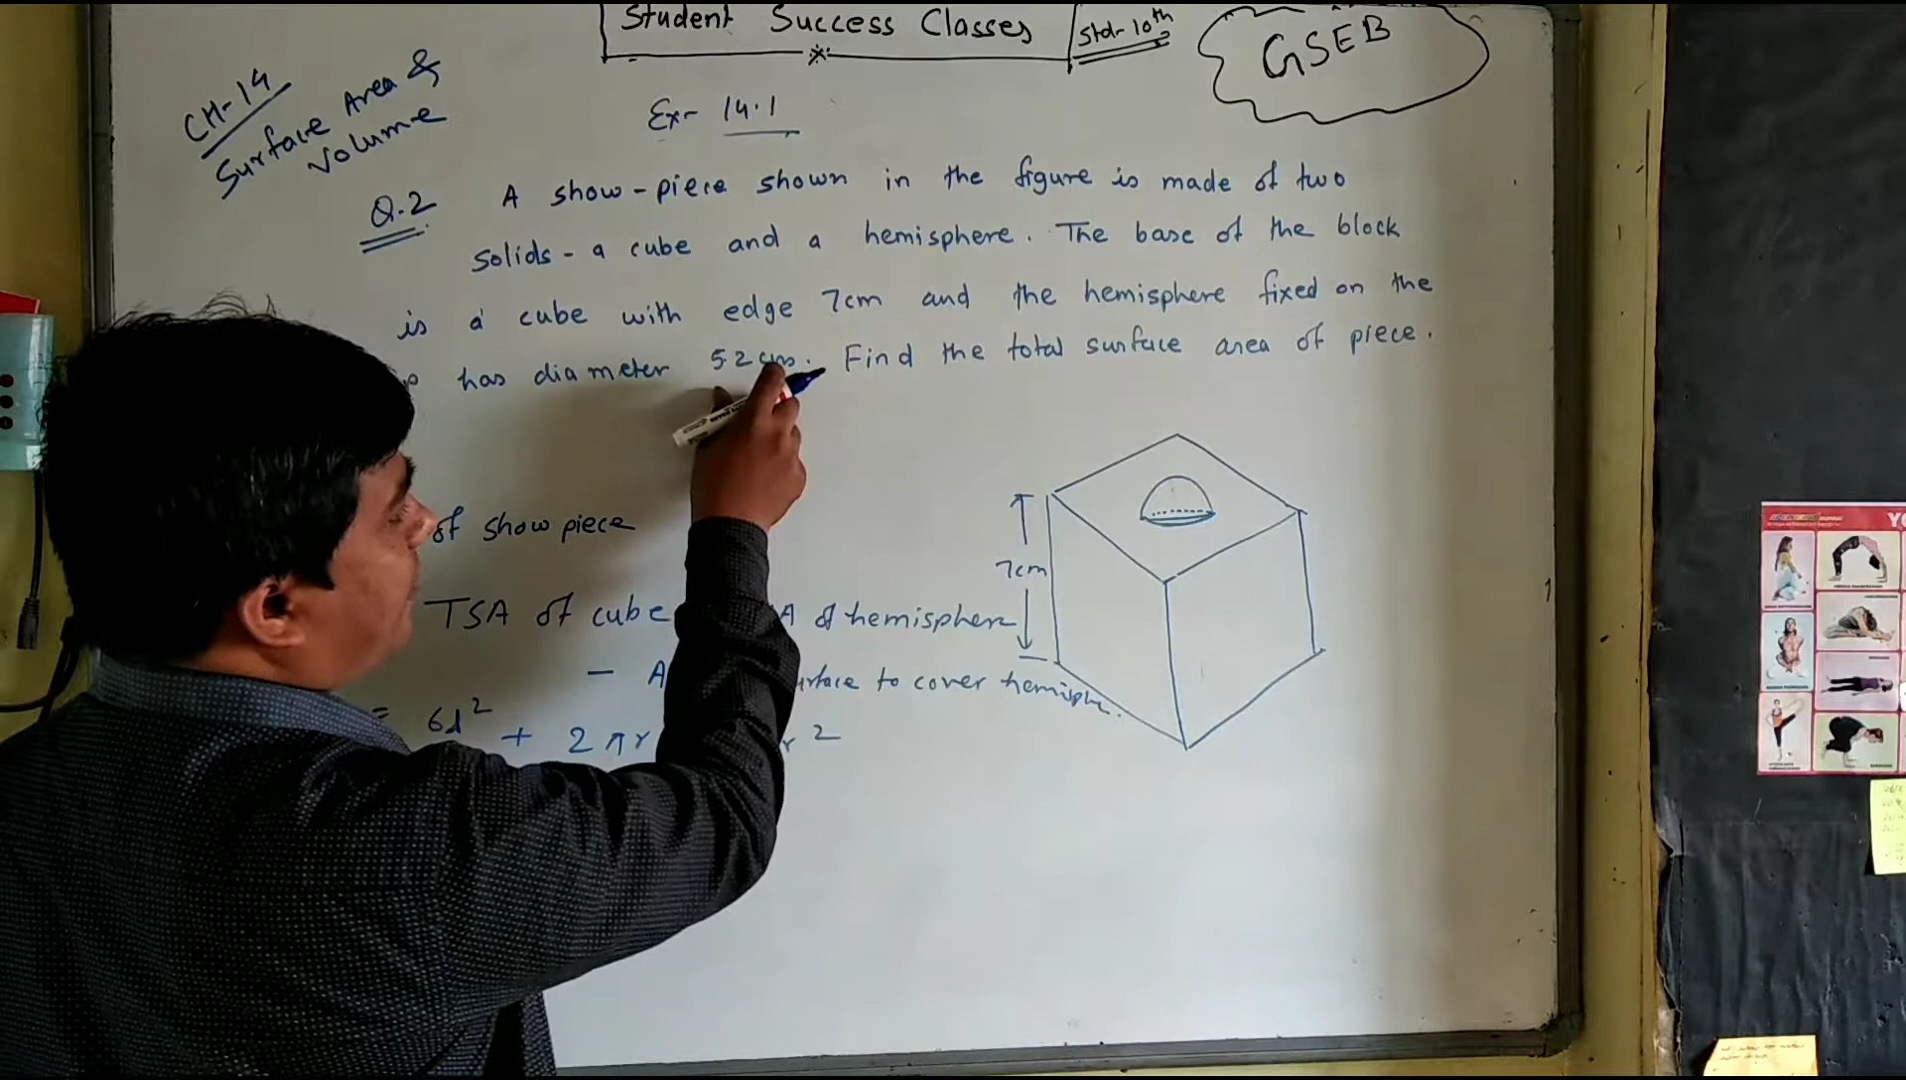 Student Success Classes
Std-10th
GSEB
CH-14
Surface Area &
Volume
Ex- 14.1
Q.2 A show-piece shown in the figure is made of two
solids - a cube and a hemisphere. The base of the block
is a cube with edge 7cm and the hemisphere fixed on the
has diameter 5.2 cm. Find the total surface area of piece.
of show piece
7cm
TSA of cube A of hemisphere
- A to cover
= 6l² + 2πr r²